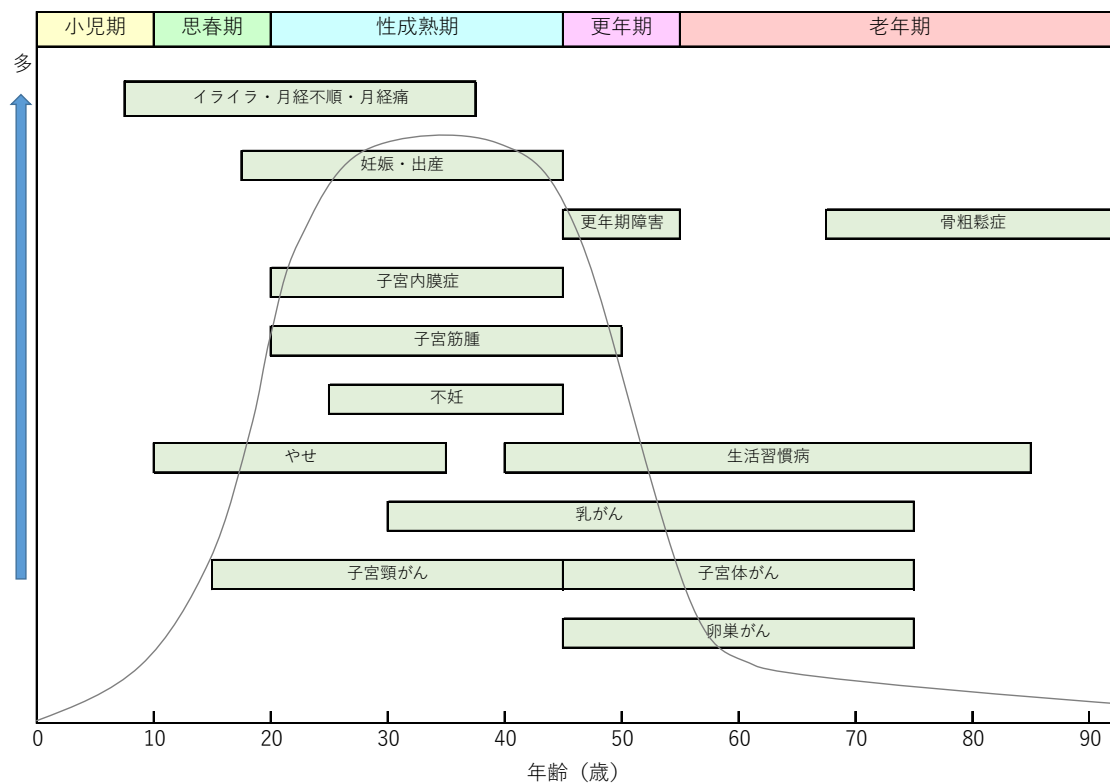 小児期 思春期 性成熟期 更年期 老年期
多
イライラ・月経不順・月経痛
妊娠・出産
更年期障害 骨粗鬆症
子宮内膜症
子宮筋腫
不妊
やせ 生活習慣病
乳がん
子宮頸がん 子宮体がん
卵巣がん
0 10 20 30 40 50 60 70 80 90
年齢（歳）